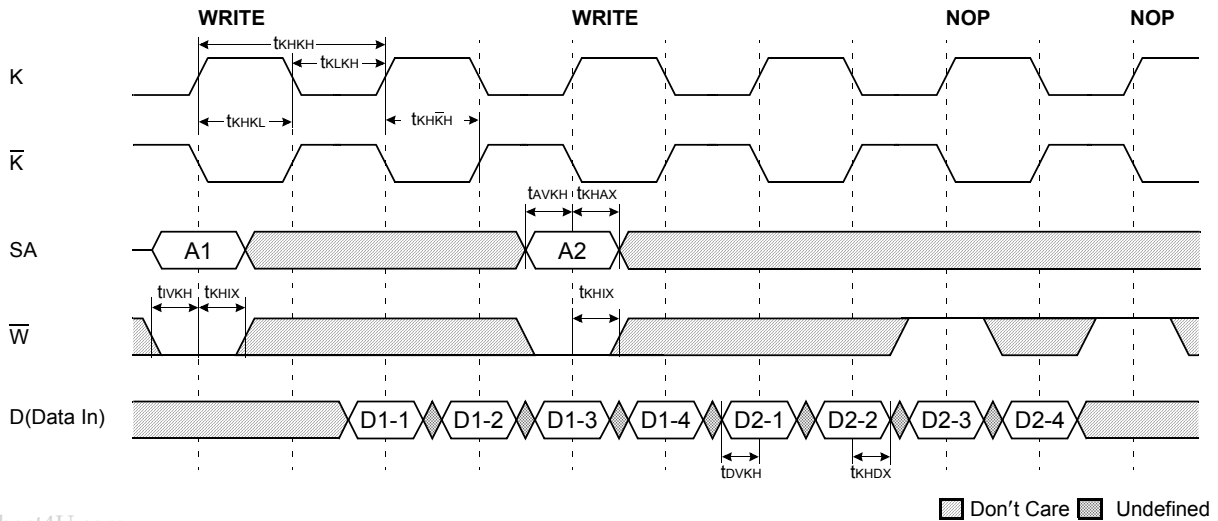 WRITE WRITE NOP NOP
tKHKH
tKLKH
K
tKHKL tKHK̅H
K̅
tAVKH tKHAX
SA A1 A2
tIVKH tKHIX tKHIX
W̅
D(Data In) D1-1 D1-2 D1-3 D1-4 D2-1 D2-2 D2-3 D2-4
tDVKH tKHDX
Don't Care Undefined